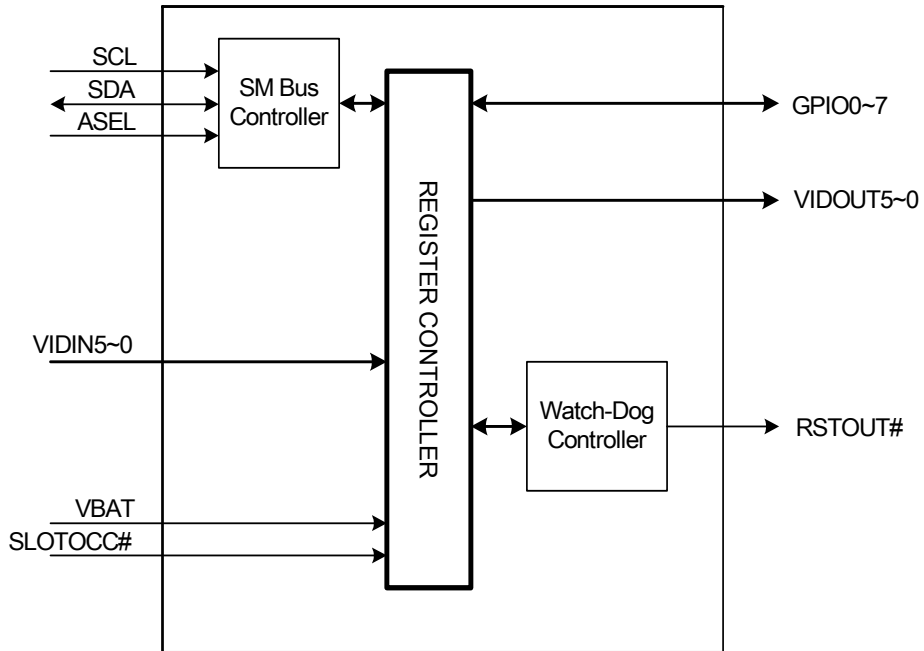 SCL
SDA
ASEL
SM Bus
Controller
GPIO0~7
VIDOUT5~0
REGISTER CONTROLLER
VIDIN5~0
Watch-Dog
Controller
RSTOUT#
VBAT
SLOTOCC#